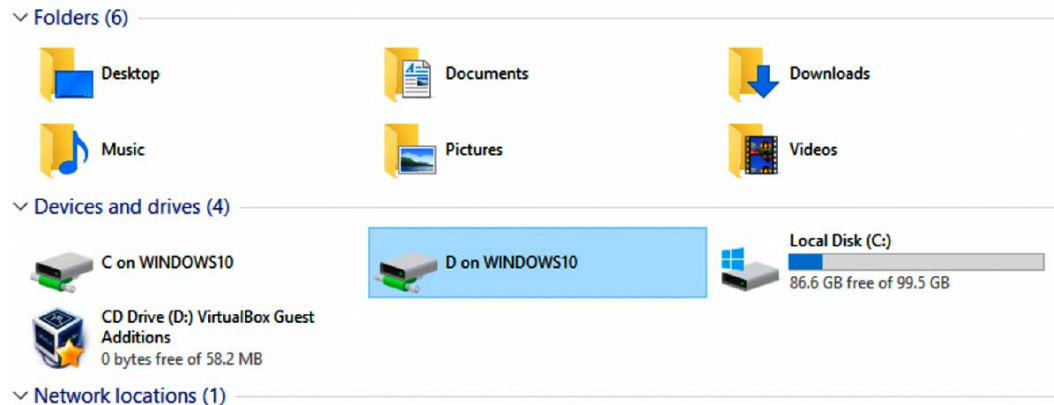 Folders (6)
Desktop
Documents
Downloads
Music
Pictures
Videos
Devices and drives (4)
C on WINDOWS10
D on WINDOWS10
Local Disk (C:)
86.6 GB free of 99.5 GB
CD Drive (D:) VirtualBox Guest
Additions
0 bytes free of 58.2 MB
Network locations (1)